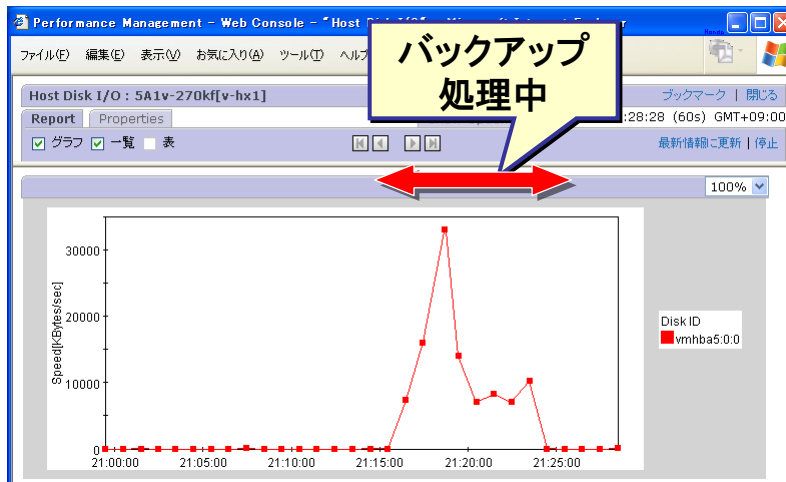 Performance Management - Web Console - "Host Disk I/O"
ファイル(F) 編集(E) 表示(V) お気に入り(A) ツール(T) ヘルプ
バックアップ
処理中
Host Disk I/O : 5A1v-270kf[v-hx1]
ブックマーク | 閉じる
Report Properties
:28:28 (60s) GMT+09:00
グラフ 一覧 表
最新情報に更新 | 停止
100%
Speed[KBytes/sec]
30000
20000
10000
0
21:00:00 21:05:00 21:10:00 21:15:00 21:20:00 21:25:00
Disk ID
vmhba5:0:0